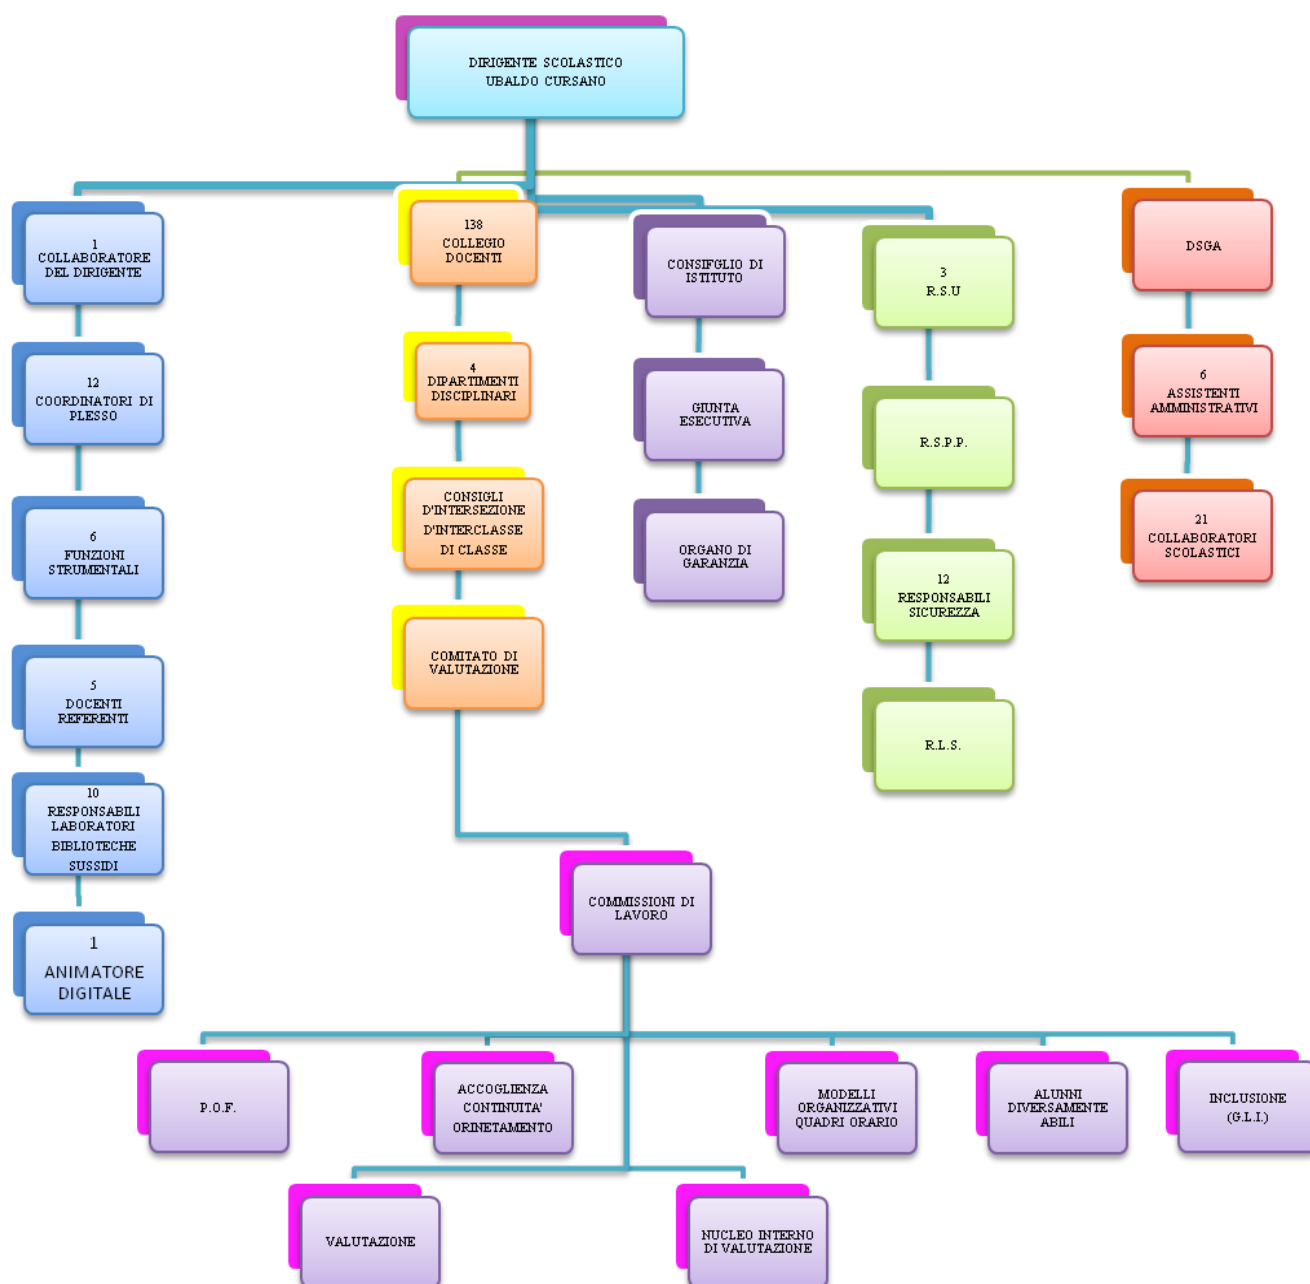 DIRIGENTE SCOLASTICO
UBALDO CURSANO
1
COLLABORATORE
DEL DIRIGENTE
138
COLLEGIO
DOCENTI
CONSIFGLIO DI
ISTITUTO
3
R.S.U
DSGA
12
COORDINATORI DI
PLESSO
4
DIPARTIMENTI
DISCIPLINARI
GIUNTA
ESECUTIVA
R.S.P.P.
6
ASSISTENTI
AMMINISTRATIVI
6
FUNZIONI
STRUMENTALI
CONSIGLI
D'INTERSEZIONE
D'INTERCLASSE
DI CLASSE
ORGANO DI
GARANZIA
12
RESPONSABILI
SICUREZZA
21
COLLABORATORI
SCOLASTICI
5
DOCENTI
REFERENTI
COMITATO DI
VALUTAZIONE
R.L.S.
10
RESPONSABILI
LABORATORI
BIBLIOTECHE
SUSSIDI
1
ANIMATORE
DIGITALE
COMMISSIONI DI
LAVORO
P.O.F.
ACCOGLIENZA
CONTINUITA'
ORINETAMENTO
MODELLI
ORGANIZZATIVI
QUADRI ORARIO
ALUNNI
DIVERSAMENTE
ABILI
INCLUSIONE
(G.L.I.)
VALUTAZIONE
NUCLEO INTERNO
DI VALUTAZIONE